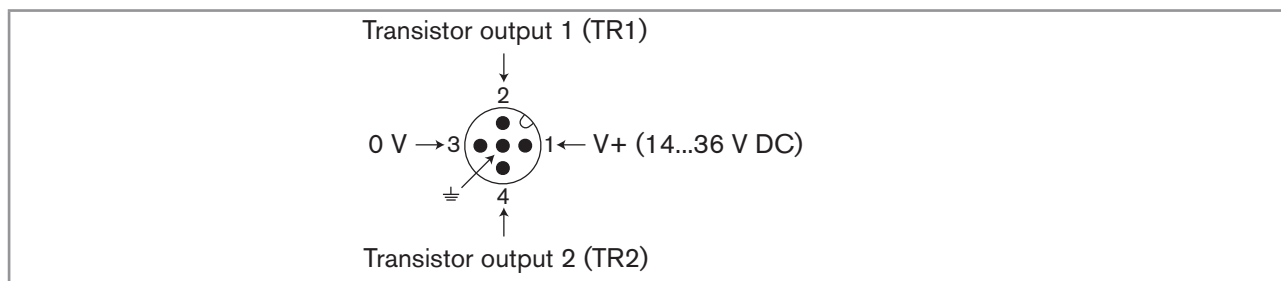 Transistor output 1 (TR1)
2
0 V 3 1 V+ (14...36 V DC)
4
Transistor output 2 (TR2)